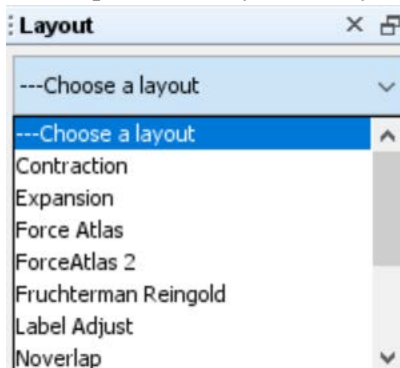 Layout
---Choose a layout
---Choose a layout
Contraction
Expansion
Force Atlas
ForceAtlas 2
Fruchterman Reingold
Label Adjust
Noverlap